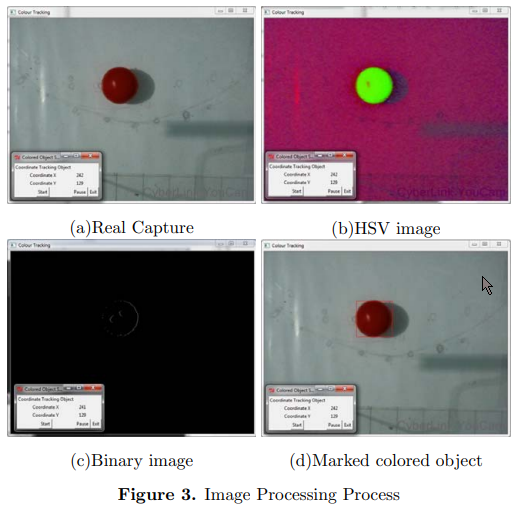 Colour Tracking
Colour Tracking
Colored Object S...
Coordinate Tracking Object
Coordinate X 242
Coordinate Y 129
Start Pause Exit
CyberLink YouCam
Colored Object S...
Coordinate Tracking Object
Coordinate X 242
Coordinate Y 129
Start Pause Exit
CyberLink YouCam
(a)Real Capture
(b)HSV image
Colour Tracking
Colour Tracking
Colored Object S...
Coordinate Tracking Object
Coordinate X 241
Coordinate Y 129
Start Pause Exit
Colored Object S...
Coordinate Tracking Object
Coordinate X 242
Coordinate Y 129
Start Pause Exit
CyberLink YouCam
(c)Binary image
(d)Marked colored object
Figure 3. Image Processing Process